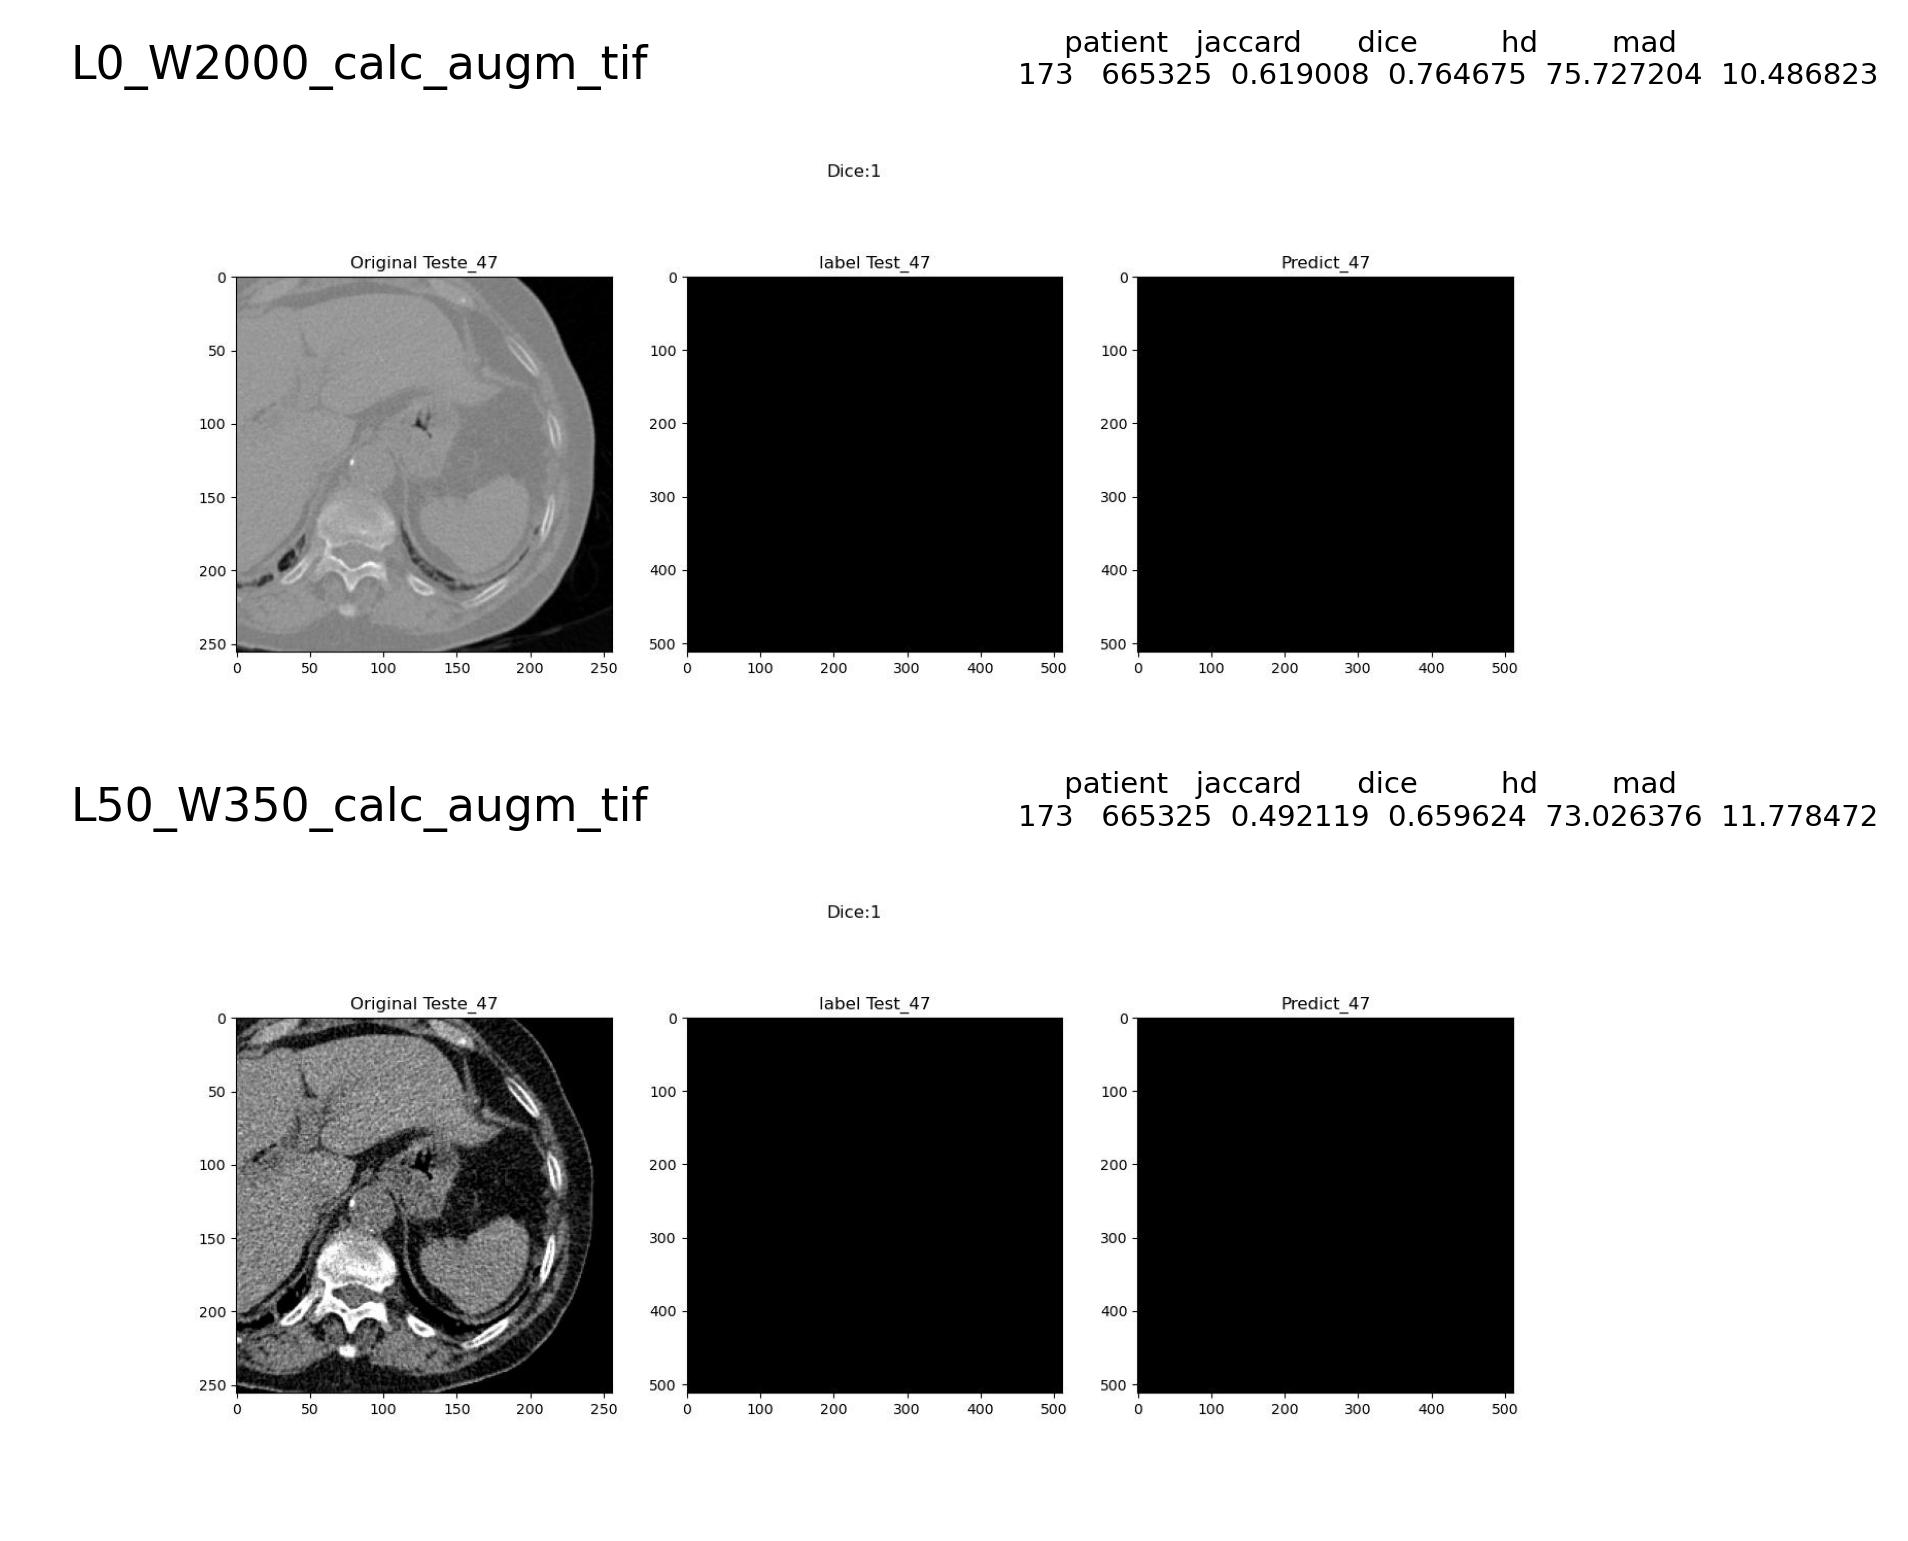 L0_W2000_calc_augm_tif
patient jaccard dice hd mad
173 665325 0.619008 0.764675 75.727204 10.486823
Dice:1
Original Teste_47
label Test_47
Predict_47
0
50
100
150
200
250
0 50 100 150 200 250
0
100
200
300
400
500
0 100 200 300 400 500
0
100
200
300
400
500
0 100 200 300 400 500
L50_W350_calc_augm_tif
patient jaccard dice hd mad
173 665325 0.492119 0.659624 73.026376 11.778472
Dice:1
Original Teste_47
label Test_47
Predict_47
0
50
100
150
200
250
0 50 100 150 200 250
0
100
200
300
400
500
0 100 200 300 400 500
0
100
200
300
400
500
0 100 200 300 400 500